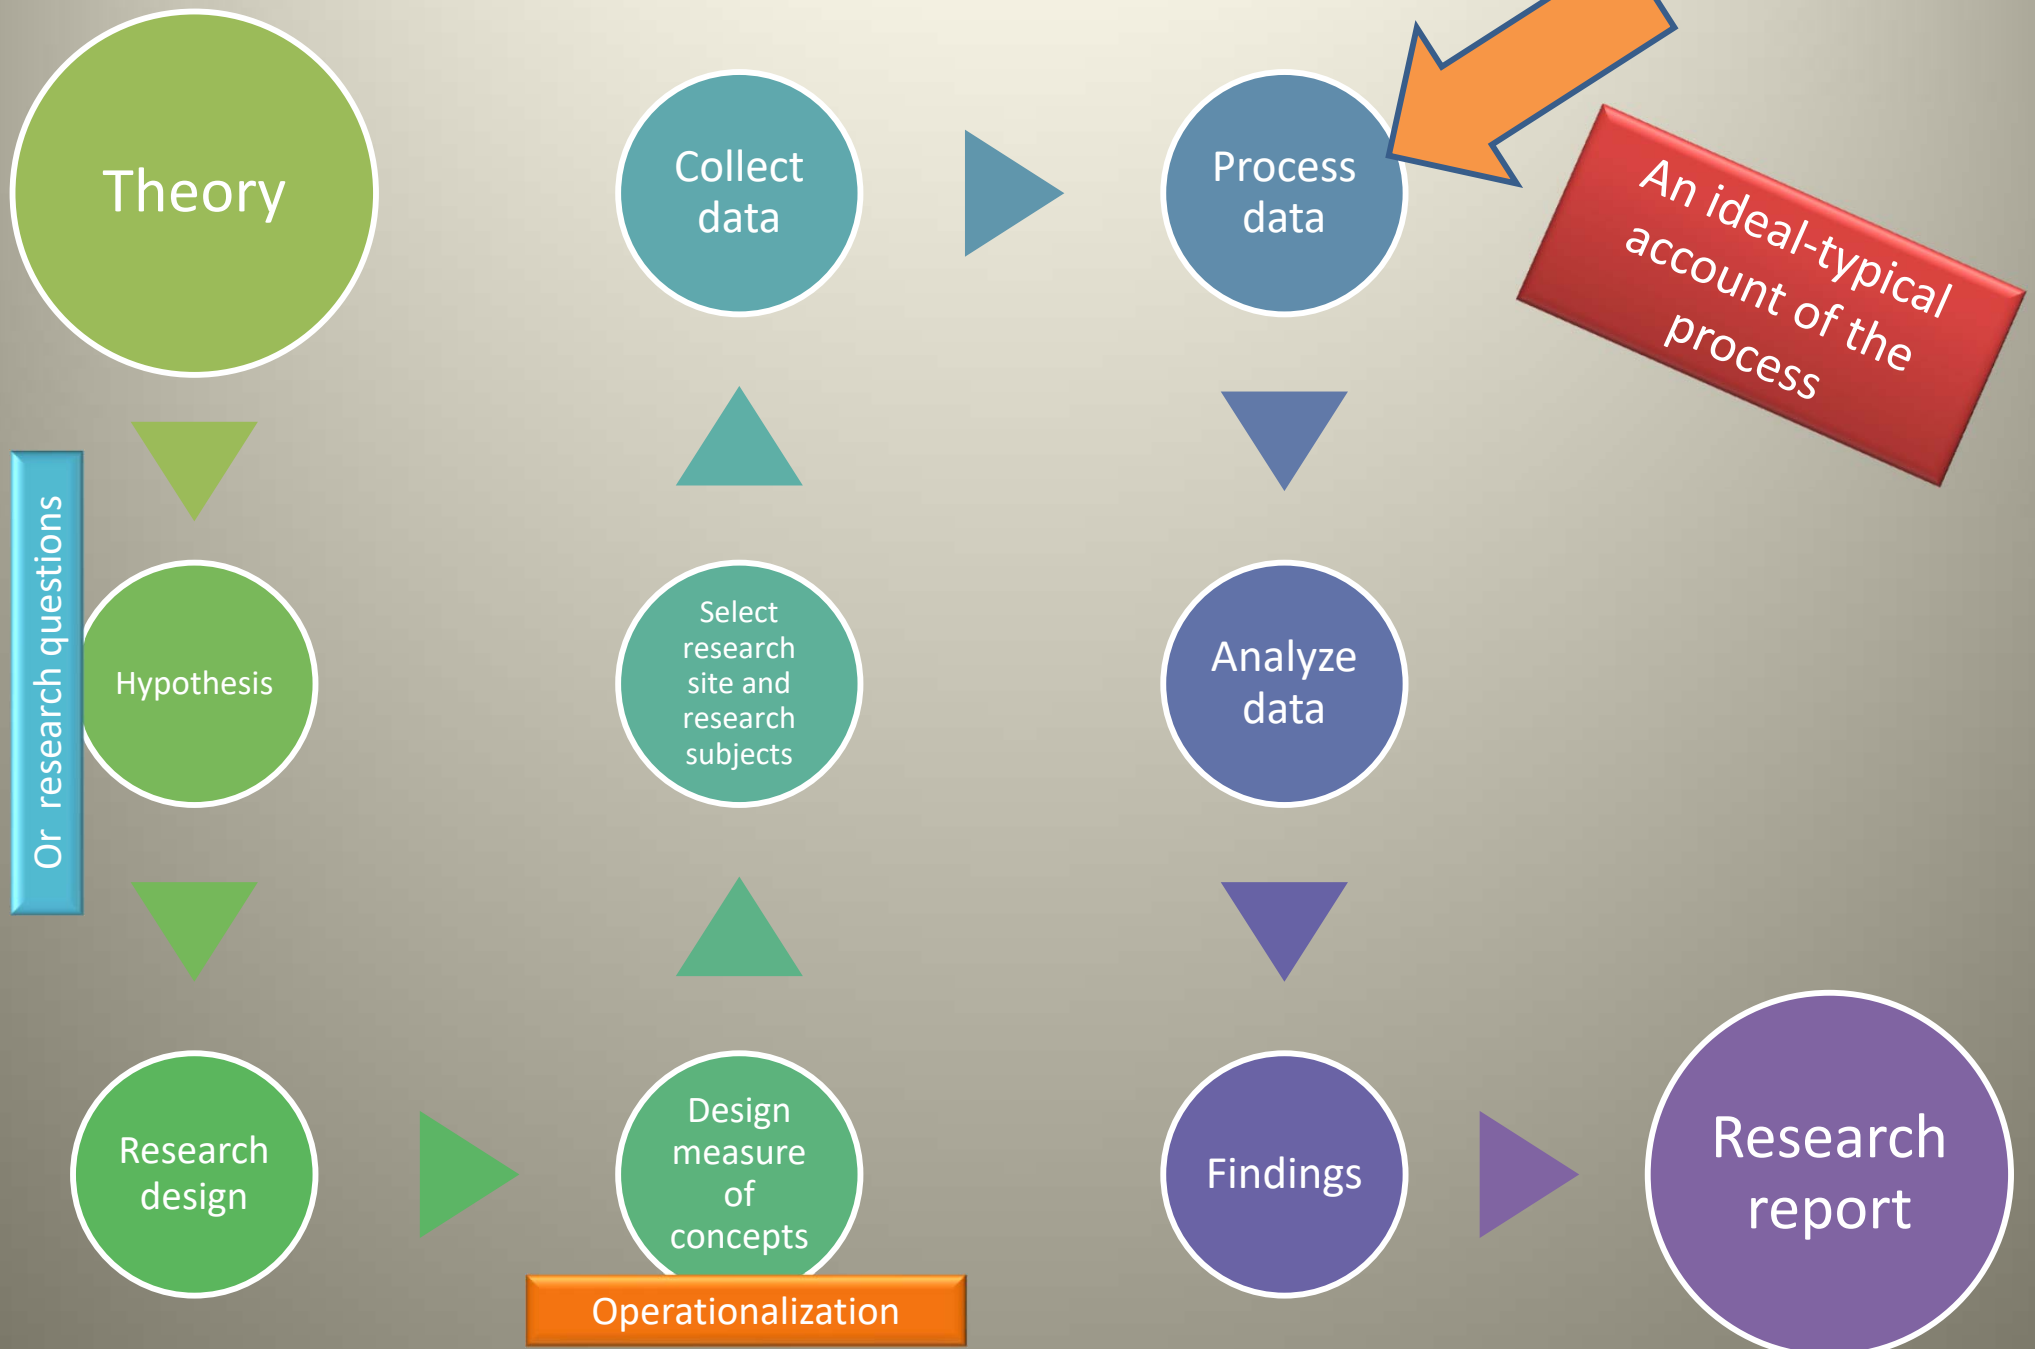 Theory
Or research questions
Hypothesis
Research
design
Design
measure
of
concepts
Operationalization
Select
research
site and
research
subjects
Collect
data
Process
data
An ideal-typical
account of the
process
Analyze
data
Findings
Research
report